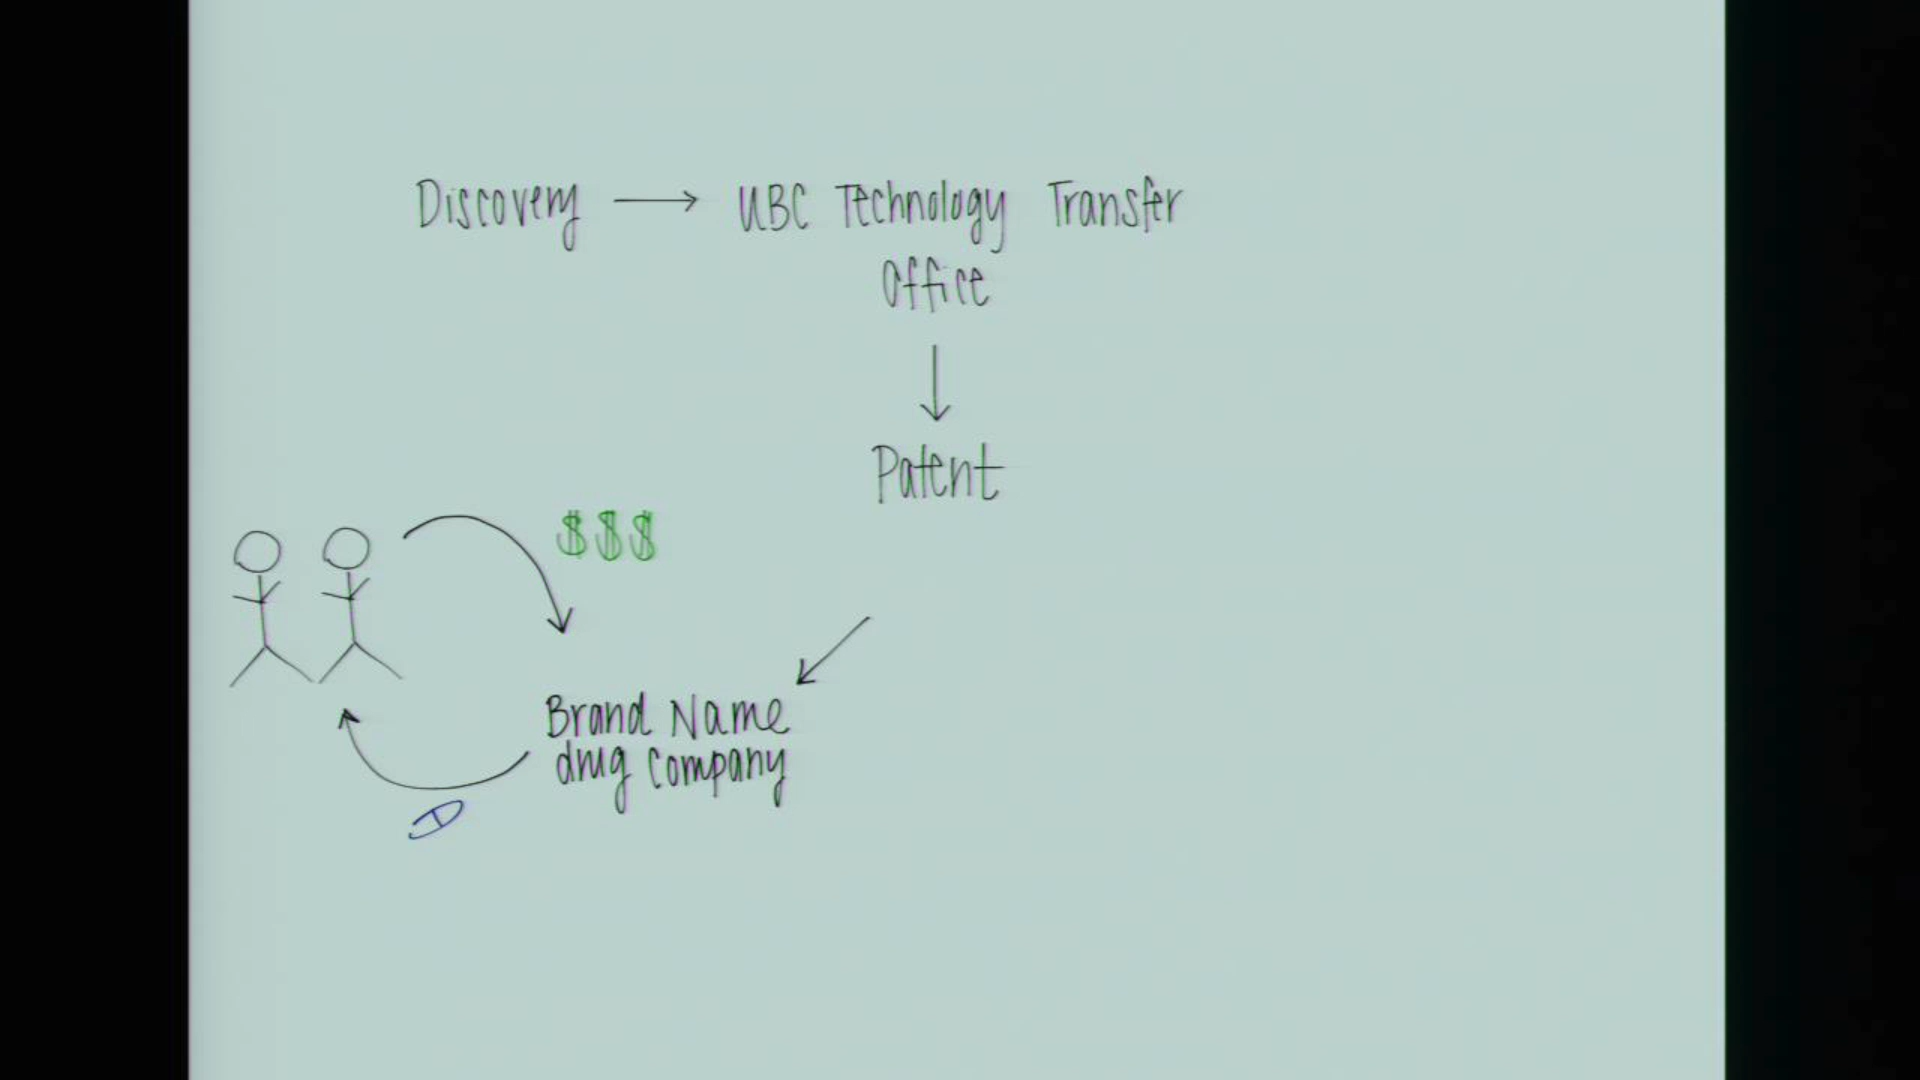 Discovery → UBC Technology Transfer
Office
Patent
$$$
Brand Name
drug company